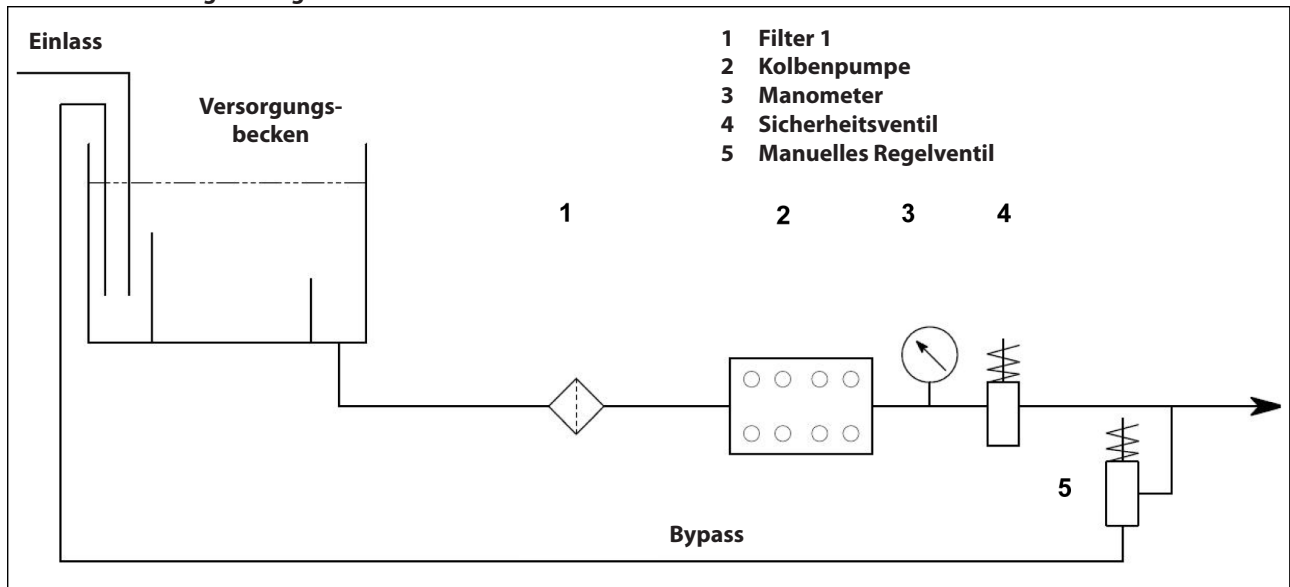 Einlass
Versorgungs-
becken
1 Filter 1
2 Kolbenpumpe
3 Manometer
4 Sicherheitsventil
5 Manuelles Regelventil
1
2
3
4
5
Bypass